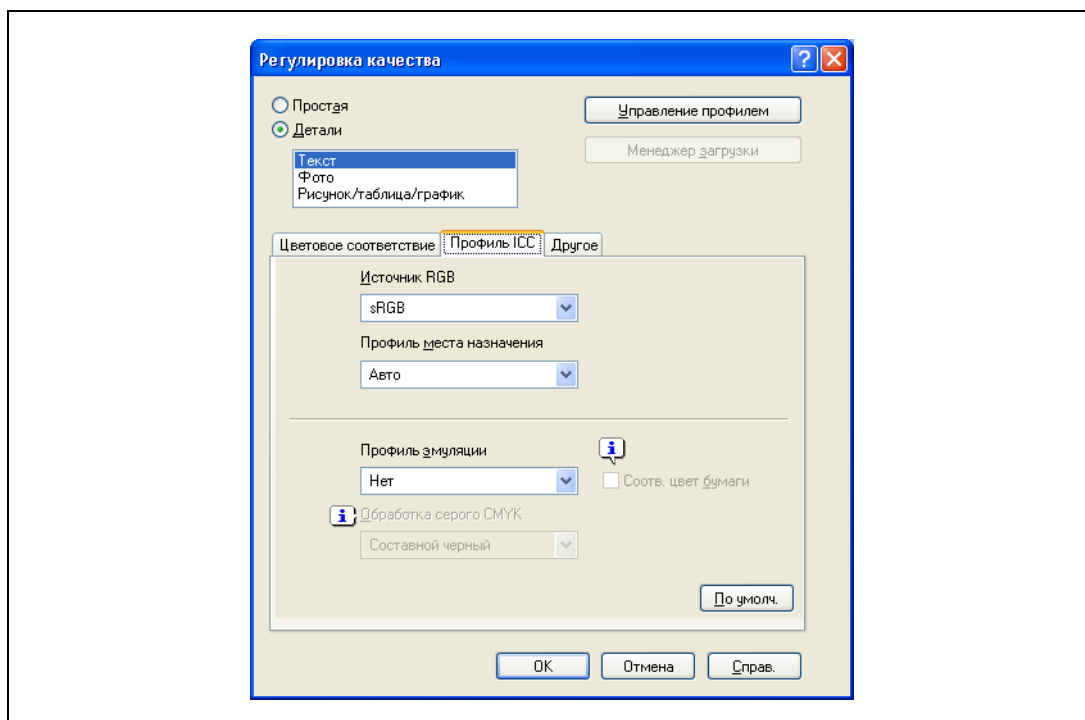 Регулировка качества
Простая
Управление профилем
Детали
Менеджер загрузки
Текст
Фото
Рисунок/таблица/график
Цветовое соответствие Профиль ICC Другое
Источник RGB
sRGB
Профиль места назначения
Авто
Профиль эмуляции
Нет
Соотв. цвет бумаги
Обработка серого CMYK
Составной черный
По умолч.
OK Отмена Справ.